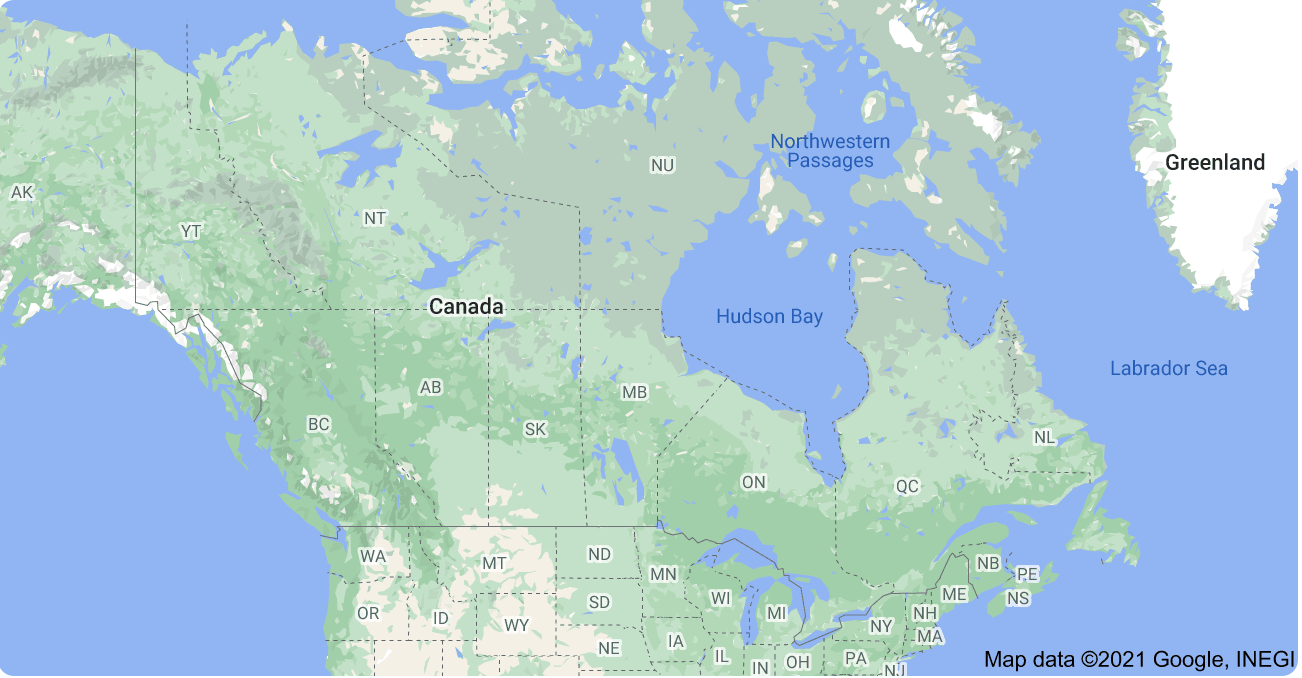 Northwestern
Passages
Greenland
NU
AK
NT
YT
Canada
Hudson Bay
Labrador Sea
AB
MB
BC
SK
NL
ON
QC
WA
MT
ND
MN
NB
PE
ME
NS
WI
MI
SD
OR
ID
WY
NH
NY
MA
NE
IA
IL
IN
OH
PA
NJ
Map data ©2021 Google, INEGI